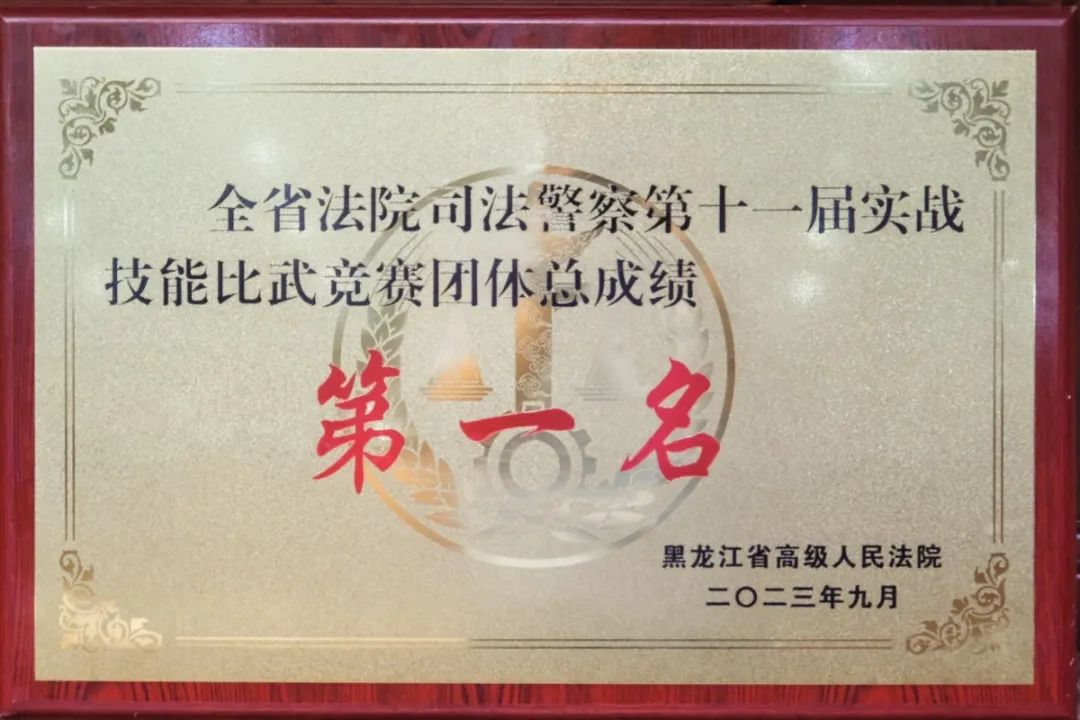 全省法院司法警察第十一届实战
技能比武竞赛团体总成绩
第一名
黑龙江省高级人民法院
二〇二三年九月